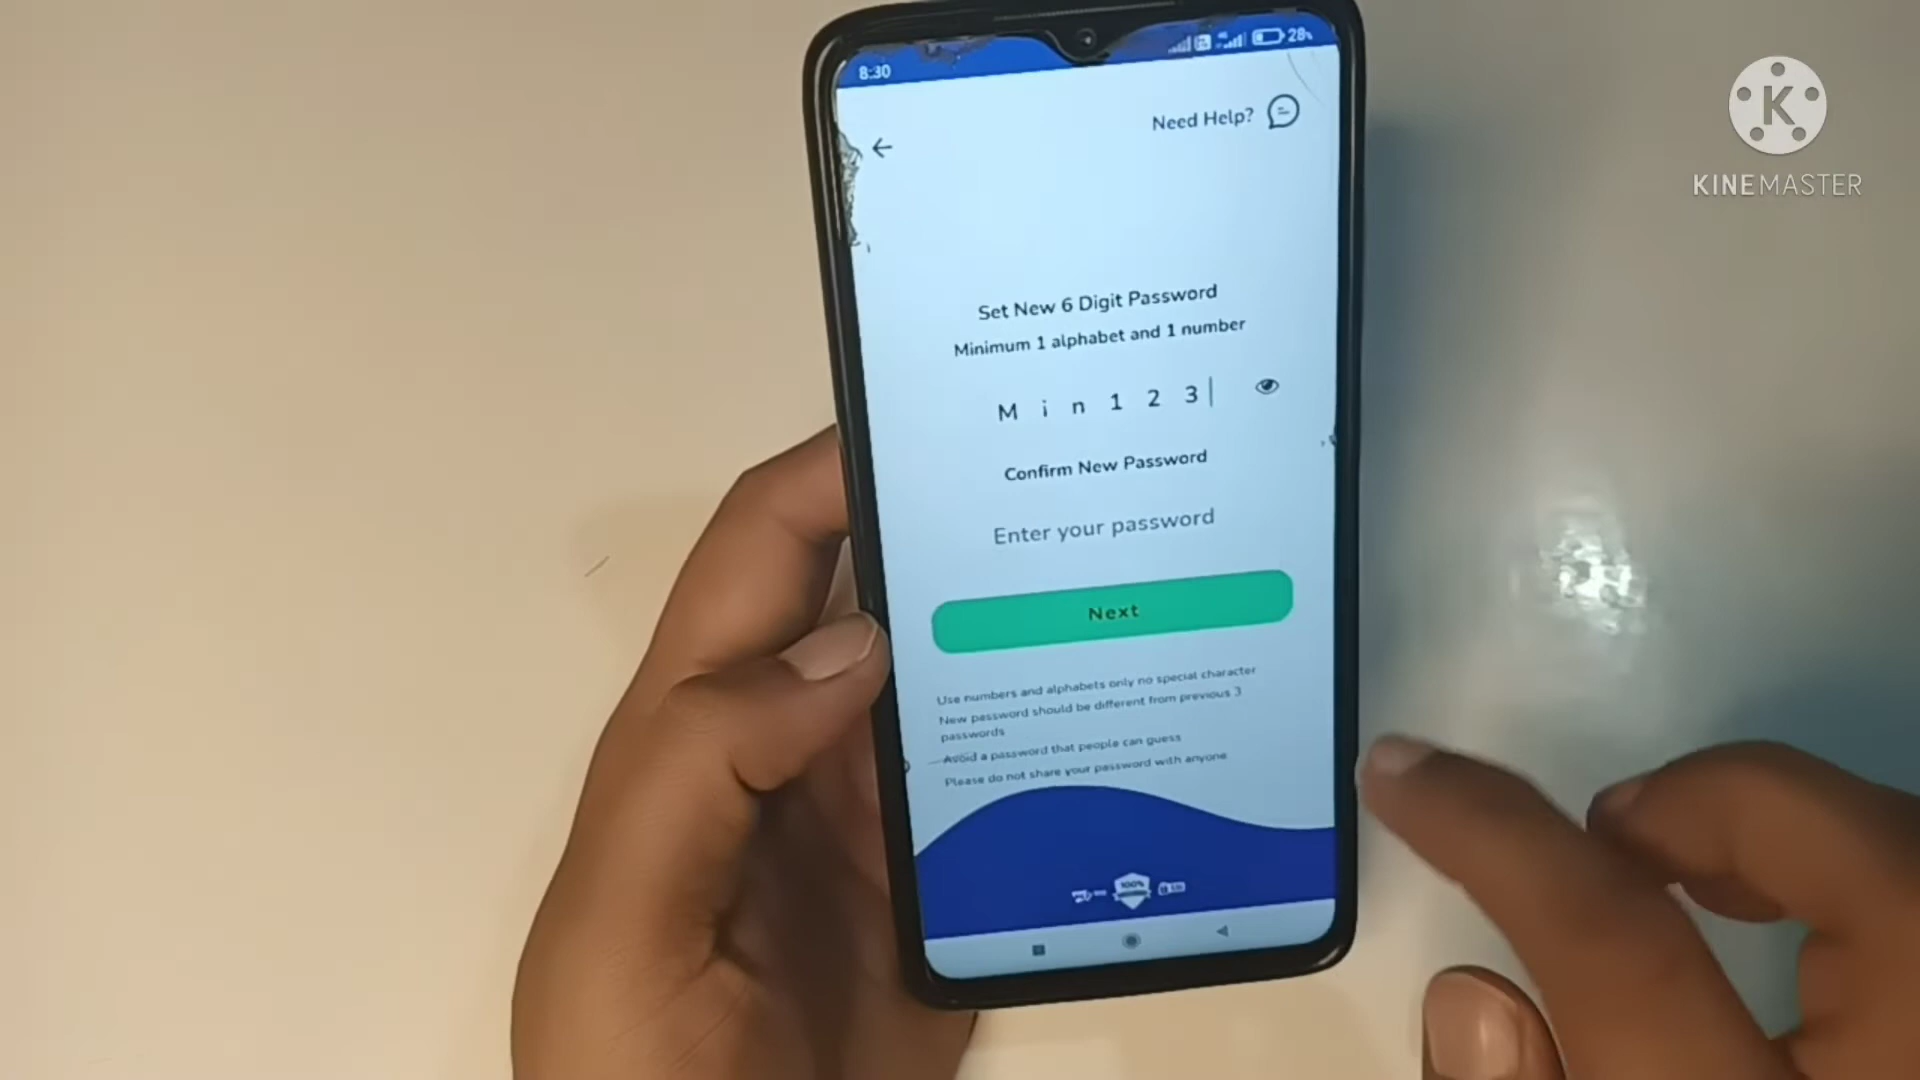 8:30
28%
Need Help?
Set New 6 Digit Password
Minimum 1 alphabet and 1 number
M i n 1 2 3
Confirm New Password
Enter your password
Next
Use numbers and alphabets only no special character
New password should be different from previous 3
passwords
Avoid a password that people can guess
Please do not share your password with anyone
100%
K
KINEMASTER